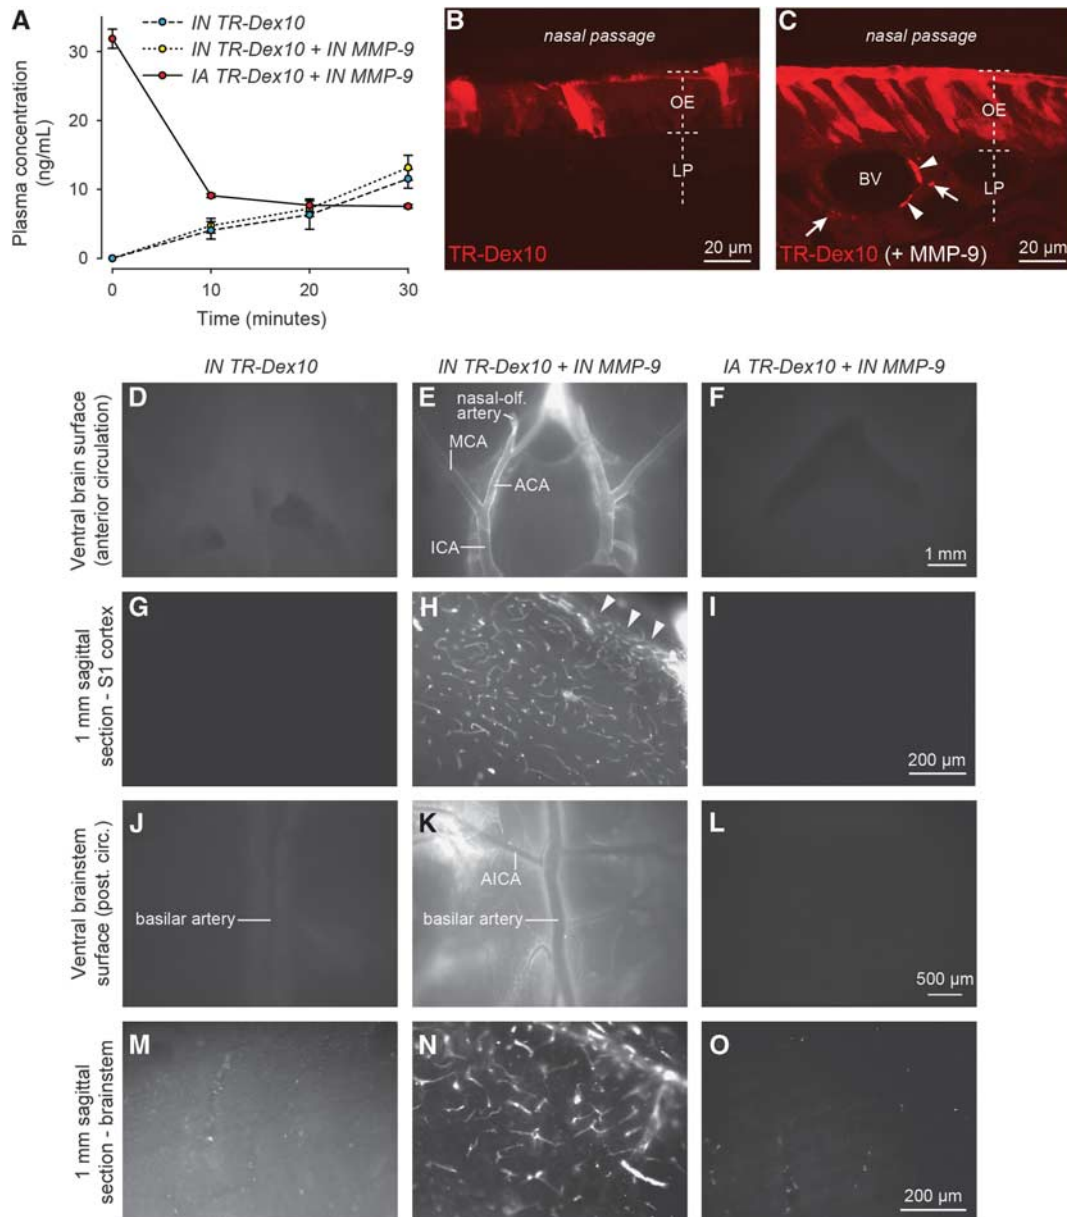 A
IN TR-Dex10
IN TR-Dex10 + IN MMP-9
IA TR-Dex10 + IN MMP-9
Plasma concentration
(ng/mL)
30
20
10
0
0
10
20
30
Time (minutes)
B
nasal passage
OE
LP
TR-Dex10
20 µm
C
nasal passage
OE
BV
LP
TR-Dex10 (+ MMP-9)
20 µm
IN TR-Dex10
IN TR-Dex10 + IN MMP-9
IA TR-Dex10 + IN MMP-9
Ventral brain surface
(anterior circulation)
D
E
nasal-olf.
artery
MCA
ACA
ICA
F
1 mm
1 mm sagittal
section - S1 cortex
G
H
I
200 µm
Ventral brainstem
surface (post. circ.)
J
basilar artery
K
AICA
basilar artery
L
500 µm
1 mm sagittal
section - brainstem
M
N
O
200 µm